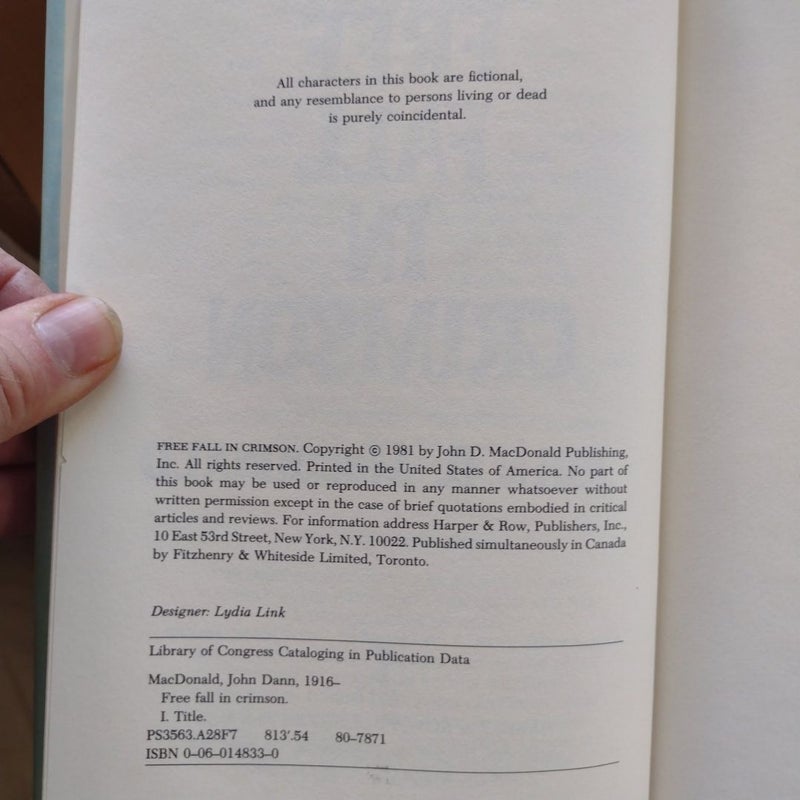 All characters in this book are fictional,
and any resemblance to persons living or dead
is purely coincidental.
FREE FALL IN CRIMSON. Copyright © 1981 by John D. MacDonald Publishing,
Inc. All rights reserved. Printed in the United States of America. No part of
this book may be used or reproduced in any manner whatsoever without
written permission except in the case of brief quotations embodied in critical
articles and reviews. For information address Harper & Row, Publishers, Inc.,
10 East 53rd Street, New York, N.Y. 10022. Published simultaneously in Canada
by Fitzhenry & Whiteside Limited, Toronto.
Designer: Lydia Link
Library of Congress Cataloging in Publication Data
MacDonald, John Dann, 1916–
Free fall in crimson.
I. Title.
PS3563.A28F7 813′.54 80–7871
ISBN 0–06–014833–0